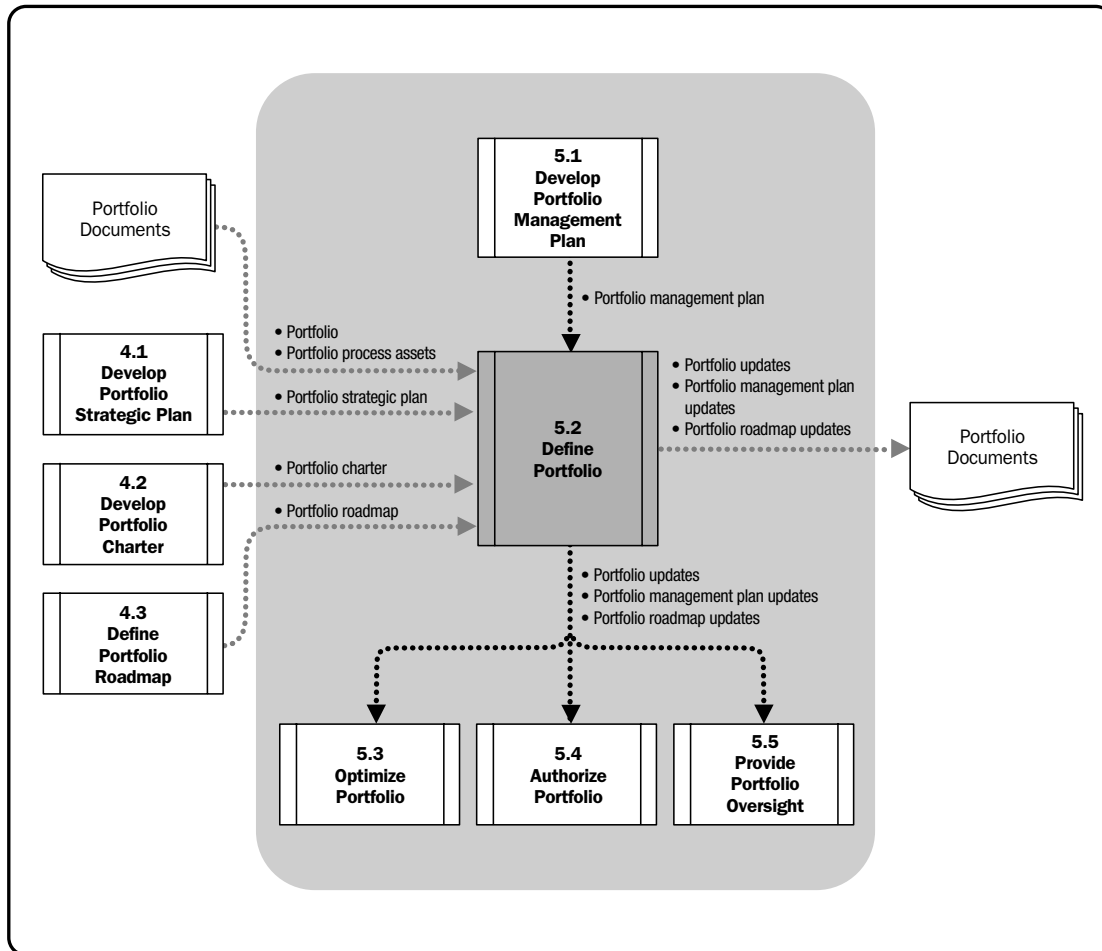 5.1
Develop
Portfolio
Management
Plan
Portfolio
Documents
• Portfolio management plan
• Portfolio
• Portfolio process assets
4.1
Develop
Portfolio
Strategic Plan
• Portfolio strategic plan
5.2
Define
Portfolio
• Portfolio updates
• Portfolio management plan
updates
• Portfolio roadmap updates
Portfolio
Documents
4.2
Develop
Portfolio
Charter
• Portfolio charter
• Portfolio roadmap
4.3
Define
Portfolio
Roadmap
• Portfolio updates
• Portfolio management plan updates
• Portfolio roadmap updates
5.3
Optimize
Portfolio
5.4
Authorize
Portfolio
5.5
Provide
Portfolio
Oversight